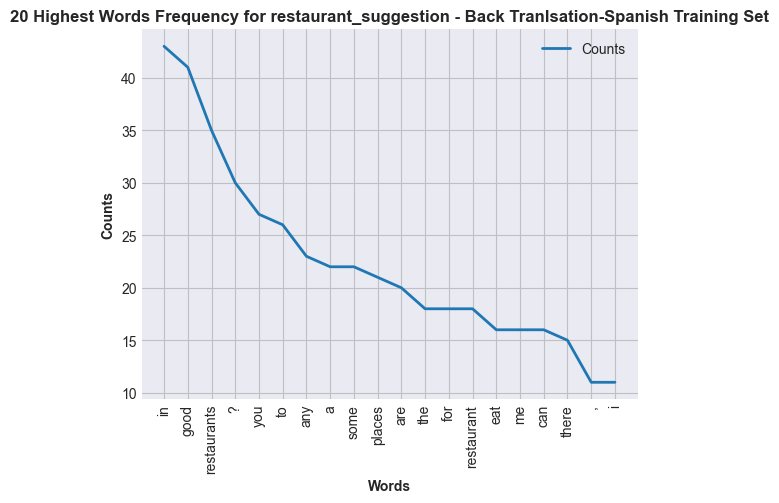 20 Highest Words Frequency for restaurant_suggestion - Back Tranlsation-Spanish Training Set
Counts
40
35
30
25
20
15
10
Counts
in
good
restaurants
?
you
to
any
a
some
places
are
the
for
restaurant
eat
me
can
there
,
i
Words